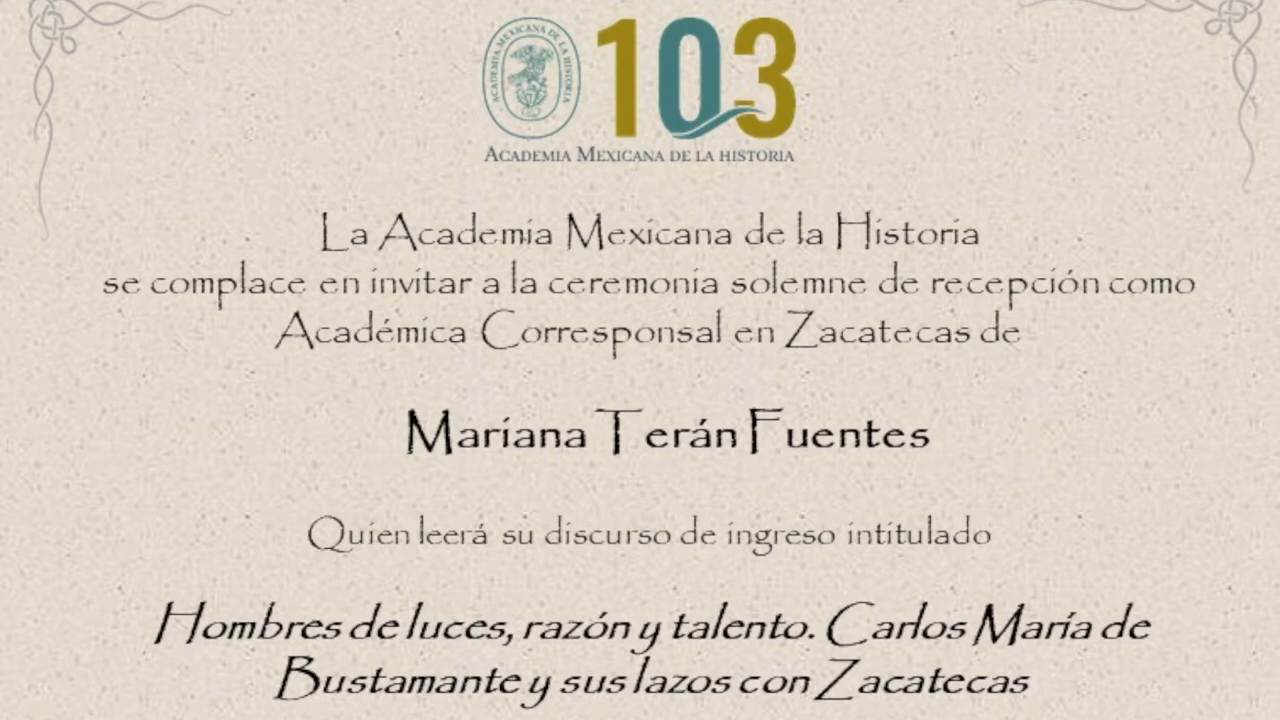 ACADEMIA MEXICANA DE LA HISTORIA
103
ACADEMIA MEXICANA DE LA HISTORIA
La Academia Mexicana de la Historia
se complace en invitar a la ceremonia solemne de recepción como
Académica Corresponsal en Zacatecas de
Mariana Terán Fuentes
Quien leerá su discurso de ingreso intitulado
Hombres de luces, razón y talento. Carlos María de
Bustamante y sus lazos con Zacatecas